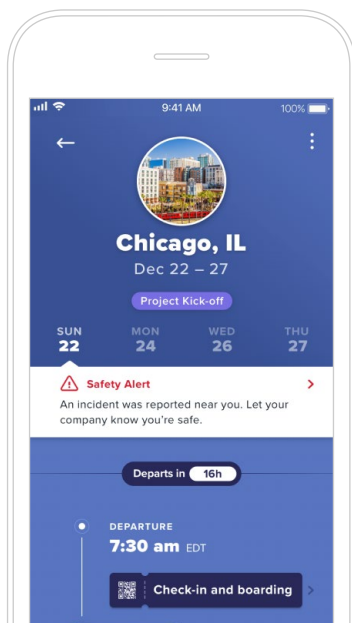 9:41 AM 100%
Chicago, IL
Dec 22 – 27
Project Kick-off
SUN MON WED THU
22 24 26 27
Safety Alert
An incident was reported near you. Let your
company know you're safe.
Departs in 16h
DEPARTURE
7:30 am EDT
Check-in and boarding